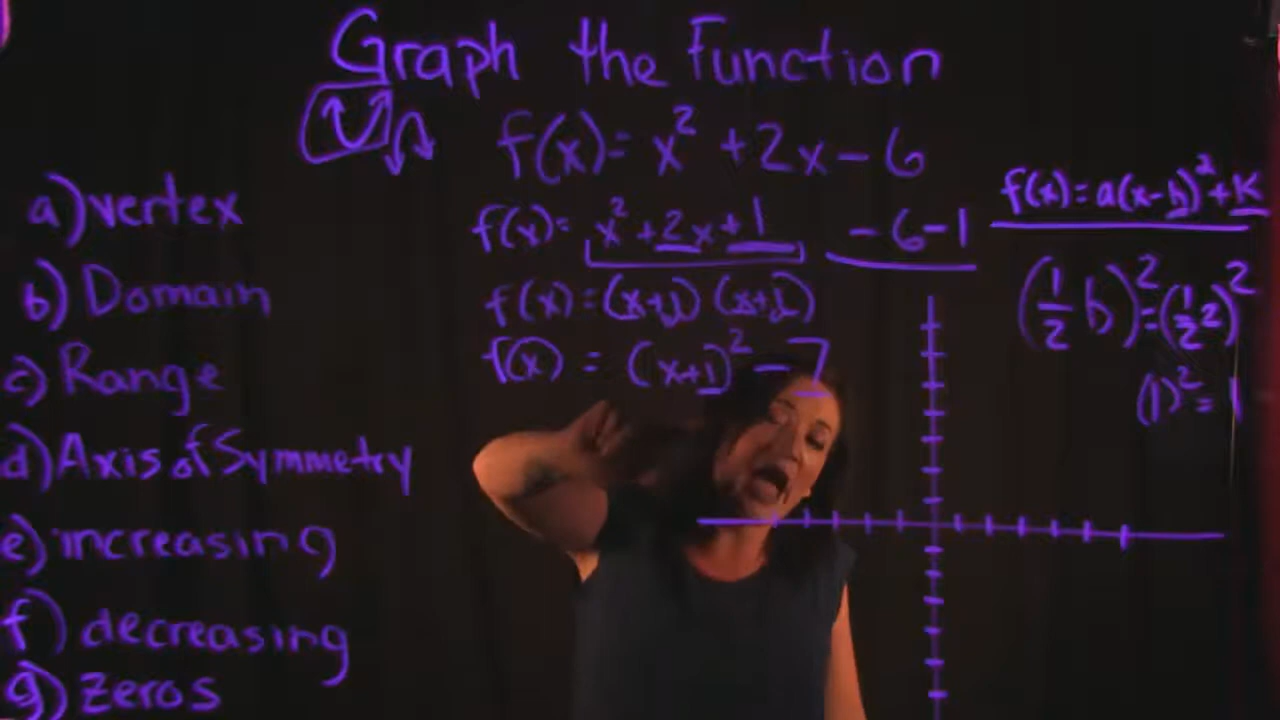 Graph the Function
f(x)= x² +2x-6
a) vertex
f(x)= x² +2x+1 -6-1
f(x)=a(x-h)²+K
b) Domain
f(x)=(x+1)(x+1)
(1/2 b)²=(1/2 2)²
c) Range
f(x) = (x+1)² -7
(1)²= 1
d) Axis of Symmetry
e) increasing
f) decreasing
g) Zeros